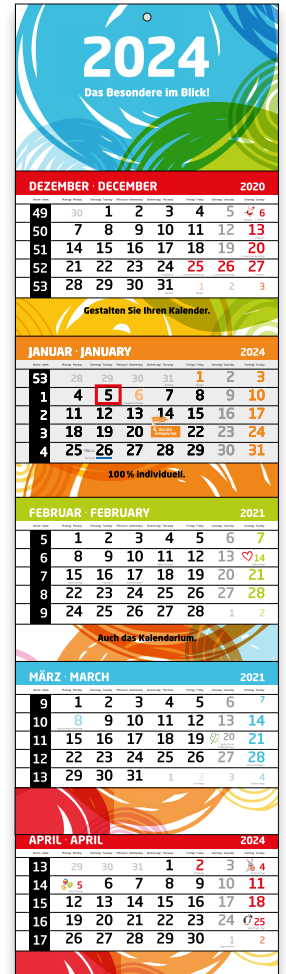 2024
Das Besondere im Blick!
DEZEMBER · DECEMBER 2020
49 30 1 2 3 4 5 6
50 7 8 9 10 11 12 13
51 14 15 16 17 18 19 20
52 21 22 23 24 25 26 27
53 28 29 30 31 1 2 3
Gestalten Sie Ihren Kalender.
JANUAR · JANUARY 2024
53 28 29 30 31 1 2 3
1 4 5 6 7 8 9 10
2 11 12 13 14 15 16 17
3 18 19 20 22 23 24
4 25 26 27 28 29 30 31
100 % individuell.
FEBRUAR · FEBRUARY 2021
5 1 2 3 4 5 6 7
6 8 9 10 11 12 13 14
7 15 16 17 18 19 20 21
8 22 23 24 25 26 27 28
9 24 25 26 27 28 1 2
Auch das Kalendarium.
MÄRZ · MARCH 2021
9 1 2 3 4 5 6 7
10 8 9 10 11 12 13 14
11 15 16 17 18 19 20 21
12 22 23 24 25 26 27 28
13 29 30 31 1 2 3 4
APRIL · APRIL 2024
13 29 30 31 1 2 3 4
14 5 6 7 8 9 10 11
15 12 13 14 15 16 17 18
16 19 20 21 22 23 24 25
17 26 27 28 29 30 1 2